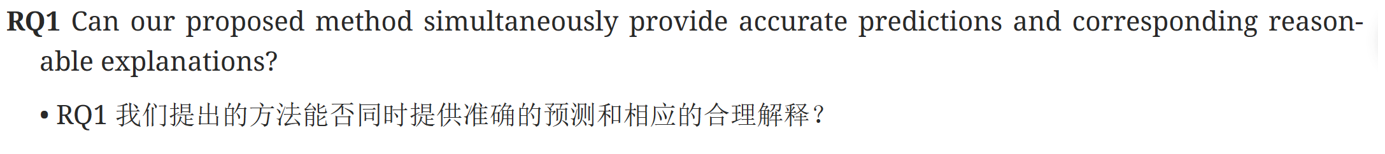 RQ1 Can our proposed method simultaneously provide accurate predictions and corresponding reason-
able explanations?
• RQ1 我们提出的方法能否同时提供准确的预测和相应的合理解释？